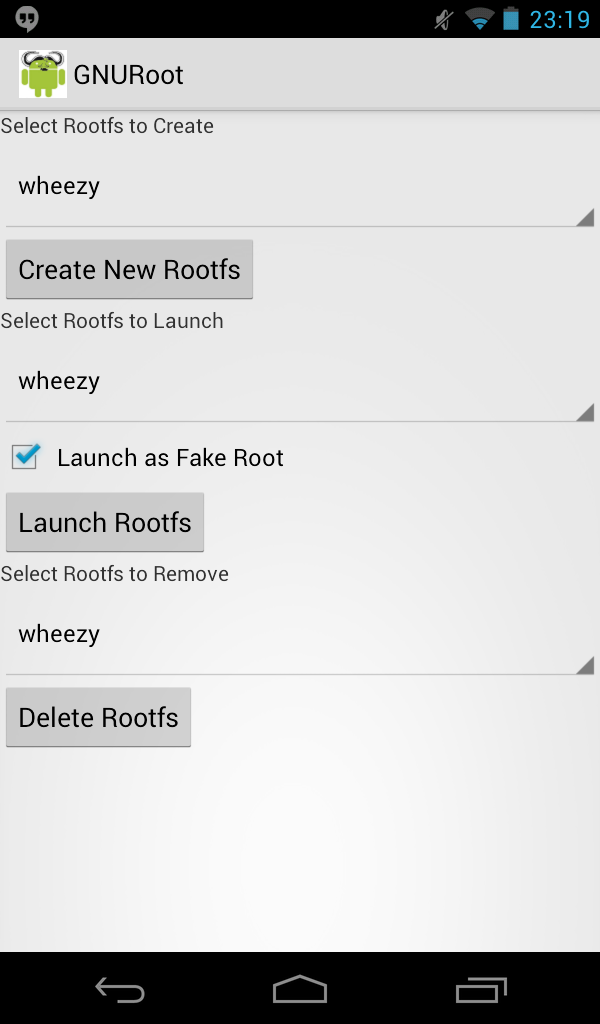 23:19
GNURoot
Select Rootfs to Create
wheezy
Create New Rootfs
Select Rootfs to Launch
wheezy
Launch as Fake Root
Launch Rootfs
Select Rootfs to Remove
wheezy
Delete Rootfs